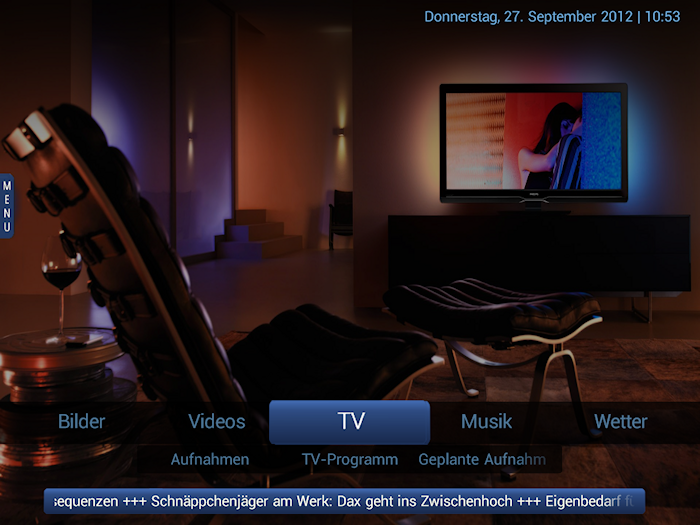 Donnerstag, 27. September 2012 | 10:53
MENU
Bilder Videos TV Musik Wetter
Aufnahmen TV-Programm Geplante Aufnahm
sequenzen +++ Schnäppchenjäger am Werk: Dax geht ins Zwischenhoch +++ Eigenbedarf fü